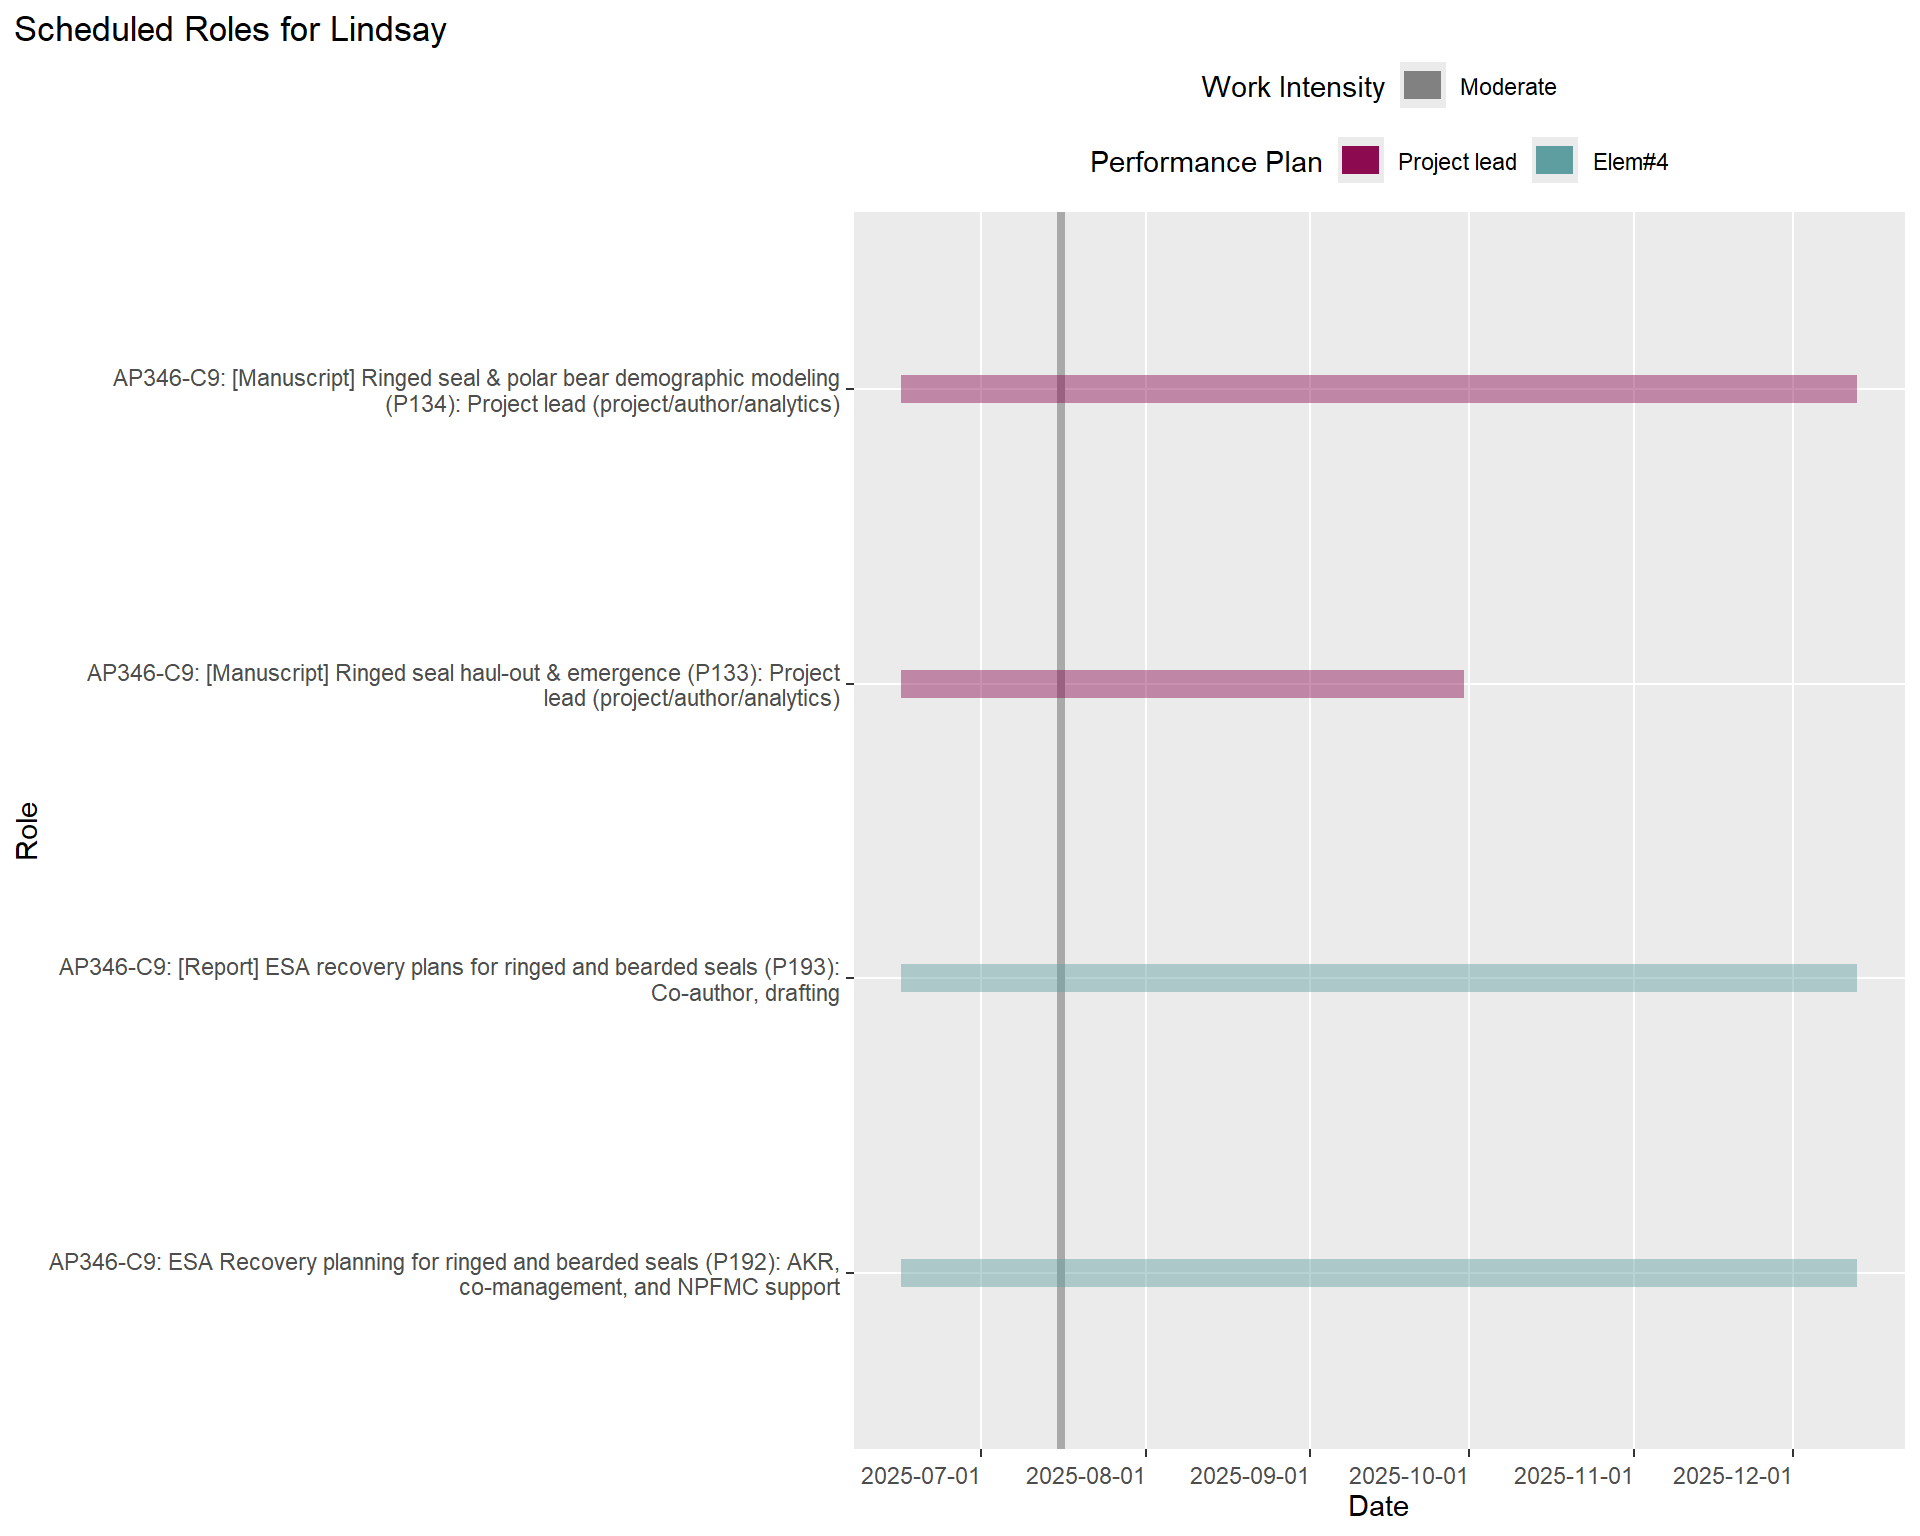 Scheduled Roles for Lindsay
Work Intensity Moderate
Performance Plan Project lead Elem#4
AP346-C9: [Manuscript] Ringed seal & polar bear demographic modeling
(P134): Project lead (project/author/analytics)
AP346-C9: [Manuscript] Ringed seal haul-out & emergence (P133): Project
lead (project/author/analytics)
Role
AP346-C9: [Report] ESA recovery plans for ringed and bearded seals (P193):
Co-author, drafting
AP346-C9: ESA Recovery planning for ringed and bearded seals (P192): AKR,
co-management, and NPFMC support
2025-07-01 2025-08-01 2025-09-01 2025-10-01 2025-11-01 2025-12-01
Date